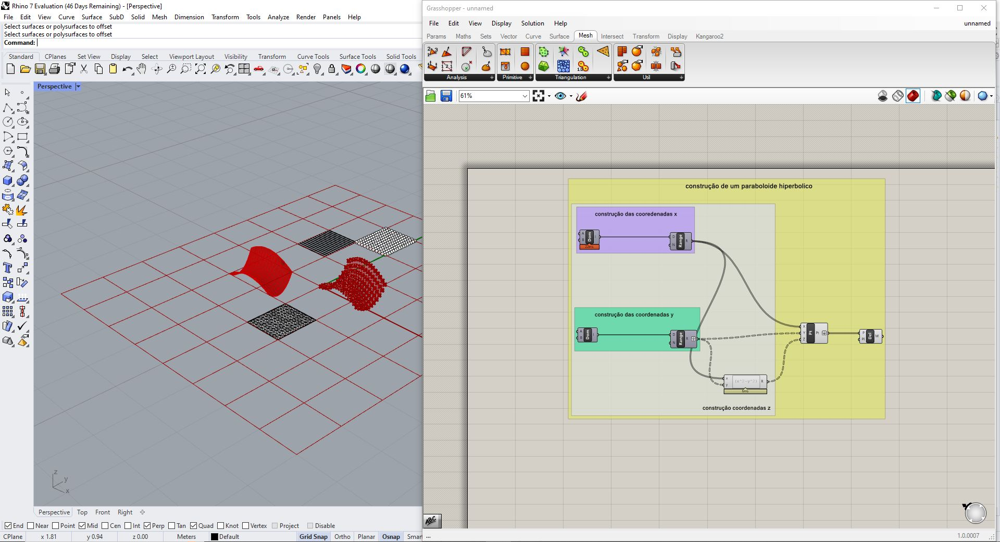 Rhino 7 Evaluation (46 Days Remaining) - [Perspective]
File Edit View Curve Surface SubD Solid Mesh Dimension Transform Tools Analyze Render Panels Help
Select surfaces or polysurfaces to offset
Select surfaces or polysurfaces to offset
Command:
Standard CPlanes Set View Display Select Viewport Layout Visibility Transform Curve Tools Surface Tools Solid Tools
Perspective
z
y
x
Perspective Top Front Right
End Near Point Mid Cen Int Perp Tan Quad Knot Vertex Project Disable
CPlane x 1.81 y 0.94 z 0.00 Meters Default Grid Snap Ortho Planar Osnap Smar
Grasshopper - unnamed
File Edit View Display Solution Help unnamed
Params Maths Sets Vector Curve Surface Mesh Intersect Transform Display Kangaroo2
Analysis Primitive Triangulation Util
61%
construção de um paraboloide hiperbolico
construção das cooredenadas x
A B Dom I
22ms
D N Range R
construção das coordenadas y
A B Dom I
D N Range R
X Y Z Pt Pt
P Pl Del M
x y (x^2-y^2) R
6ms
construção coordenadas z
ABC
...
1.0.0007